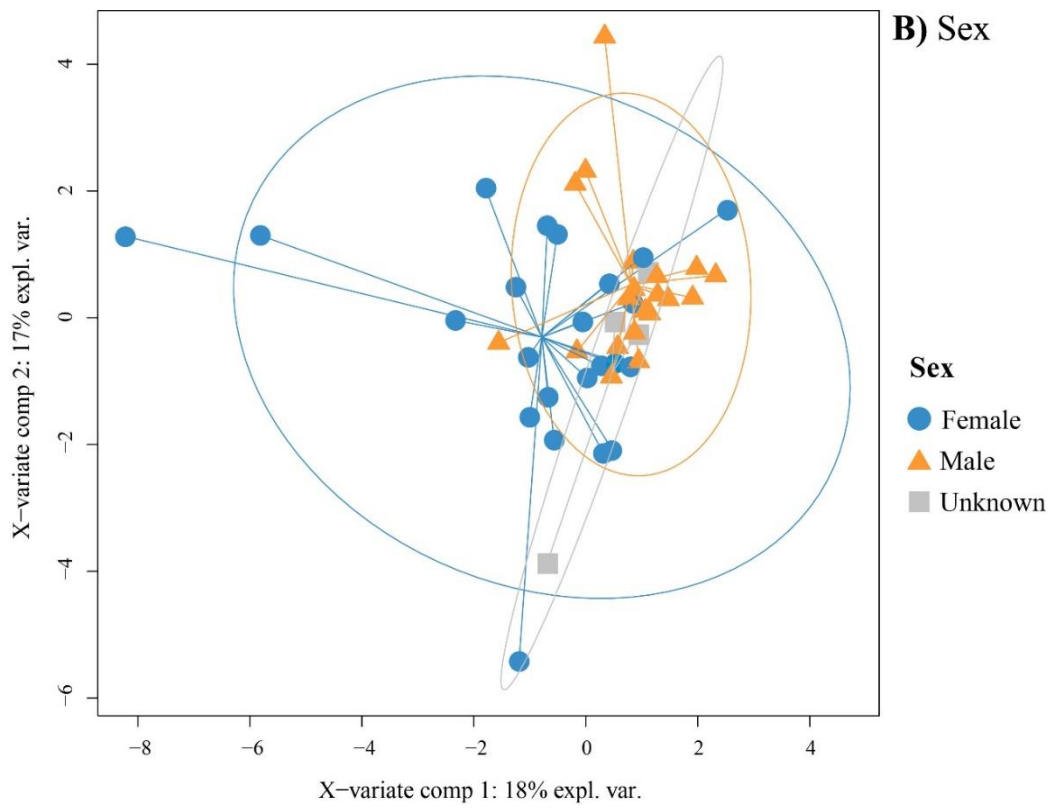 B) Sex
4
2
0
−2
−4
−6
X−variate comp 2: 17% expl. var.
−8
−6
−4
−2
0
2
4
X−variate comp 1: 18% expl. var.
Sex
Female
Male
Unknown